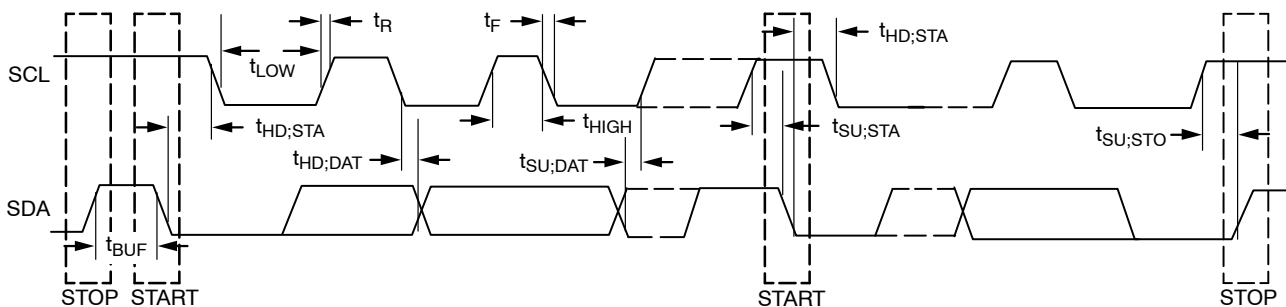 tR
tF
tHD;STA
SCL
tLOW
tHD;STA
tHIGH
tSU;STA
tHD;DAT
tSU;DAT
tSU;STO
SDA
tBUF
STOP
START
START
STOP